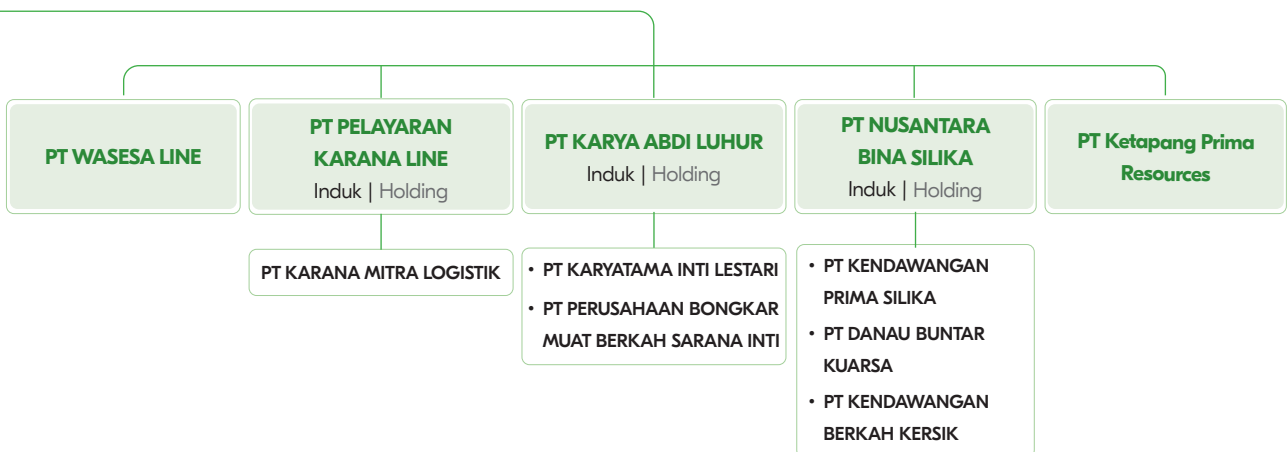 PT WASESA LINE
PT PELAYARAN
KARANA LINE
Induk | Holding
PT KARYA ABDI LUHUR
Induk | Holding
PT NUSANTARA
BINA SILIKA
Induk | Holding
PT Ketapang Prima
Resources
PT KARANA MITRA LOGISTIK
• PT KARYATAMA INTI LESTARI
• PT PERUSAHAAN BONGKAR
MUAT BERKAH SARANA INTI
• PT KENDAWANGAN
PRIMA SILIKA
• PT DANAU BUNTAR
KUARSA
• PT KENDAWANGAN
BERKAH KERSIK